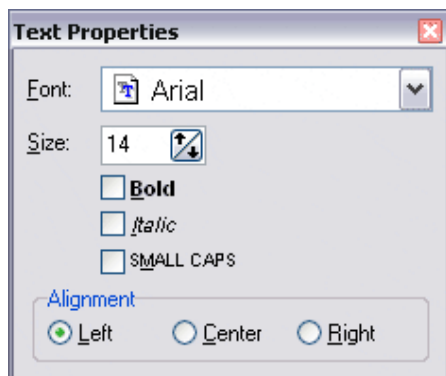 Text Properties
Font: Arial
Size: 14
Bold
Italic
SMALL CAPS
Alignment
Left Center Right